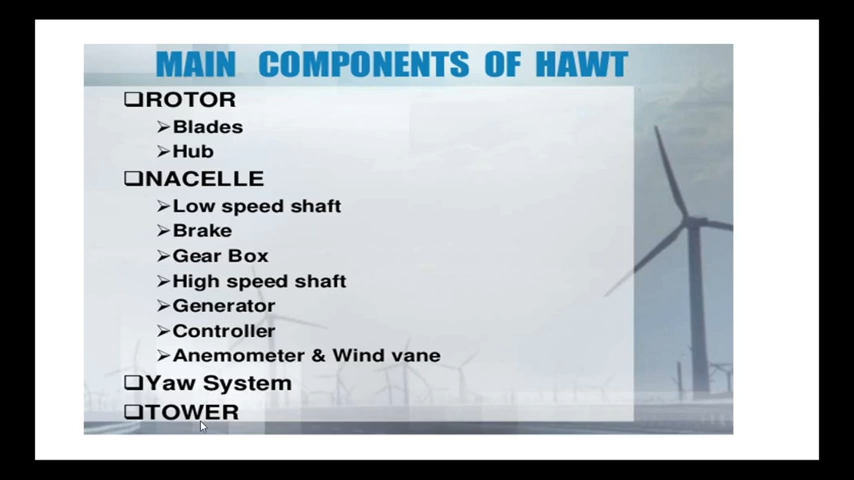 MAIN COMPONENTS OF HAWT
❑ROTOR
➢Blades
➢Hub
❑NACELLE
➢Low speed shaft
➢Brake
➢Gear Box
➢High speed shaft
➢Generator
➢Controller
➢Anemometer & Wind vane
❑Yaw System
❑TOWER